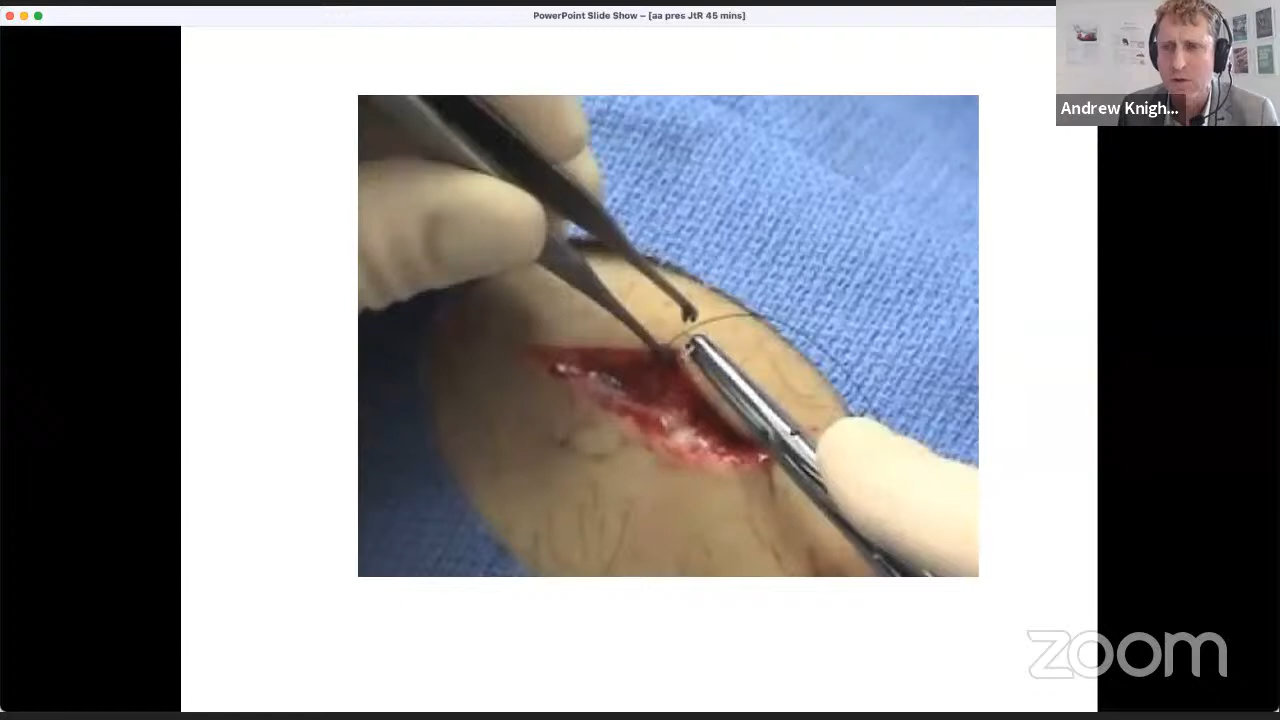 PowerPoint Slide Show – [aa pres JtR 45 mins]
Andrew Knigh...
zoom